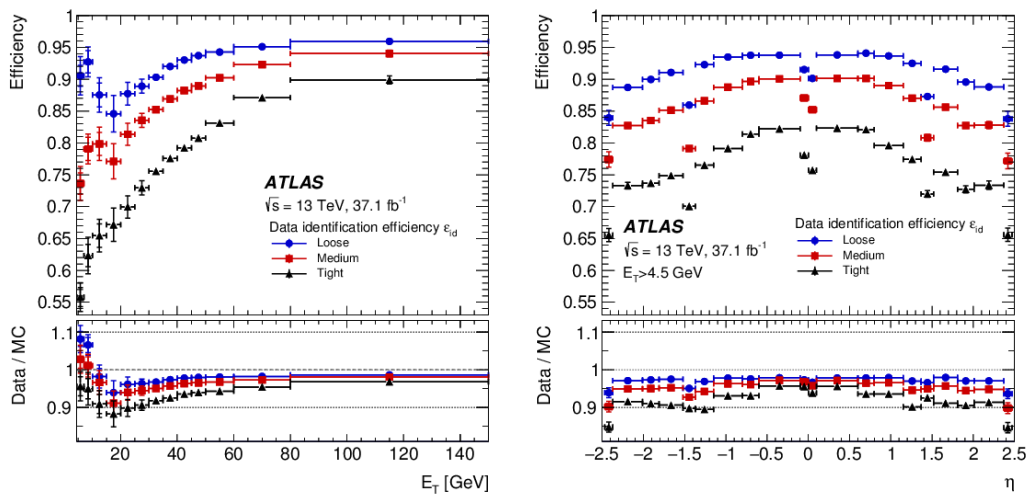 Efficiency
1
0.95
0.9
0.85
0.8
0.75
0.7
0.65
0.6
0.55
ATLAS
√s = 13 TeV, 37.1 fb⁻¹
Data identification efficiency ε_id
Loose
Medium
Tight
Data / MC
1.1
1
0.9
20
40
60
80
100
120
140
E_T [GeV]
Efficiency
1
0.95
0.9
0.85
0.8
0.75
0.7
0.65
0.6
0.55
ATLAS
√s = 13 TeV, 37.1 fb⁻¹
E_T>4.5 GeV
Data identification efficiency ε_id
Loose
Medium
Tight
Data / MC
1.1
1
0.9
−2.5
−2
−1.5
−1
−0.5
0
0.5
1
1.5
2
2.5
η